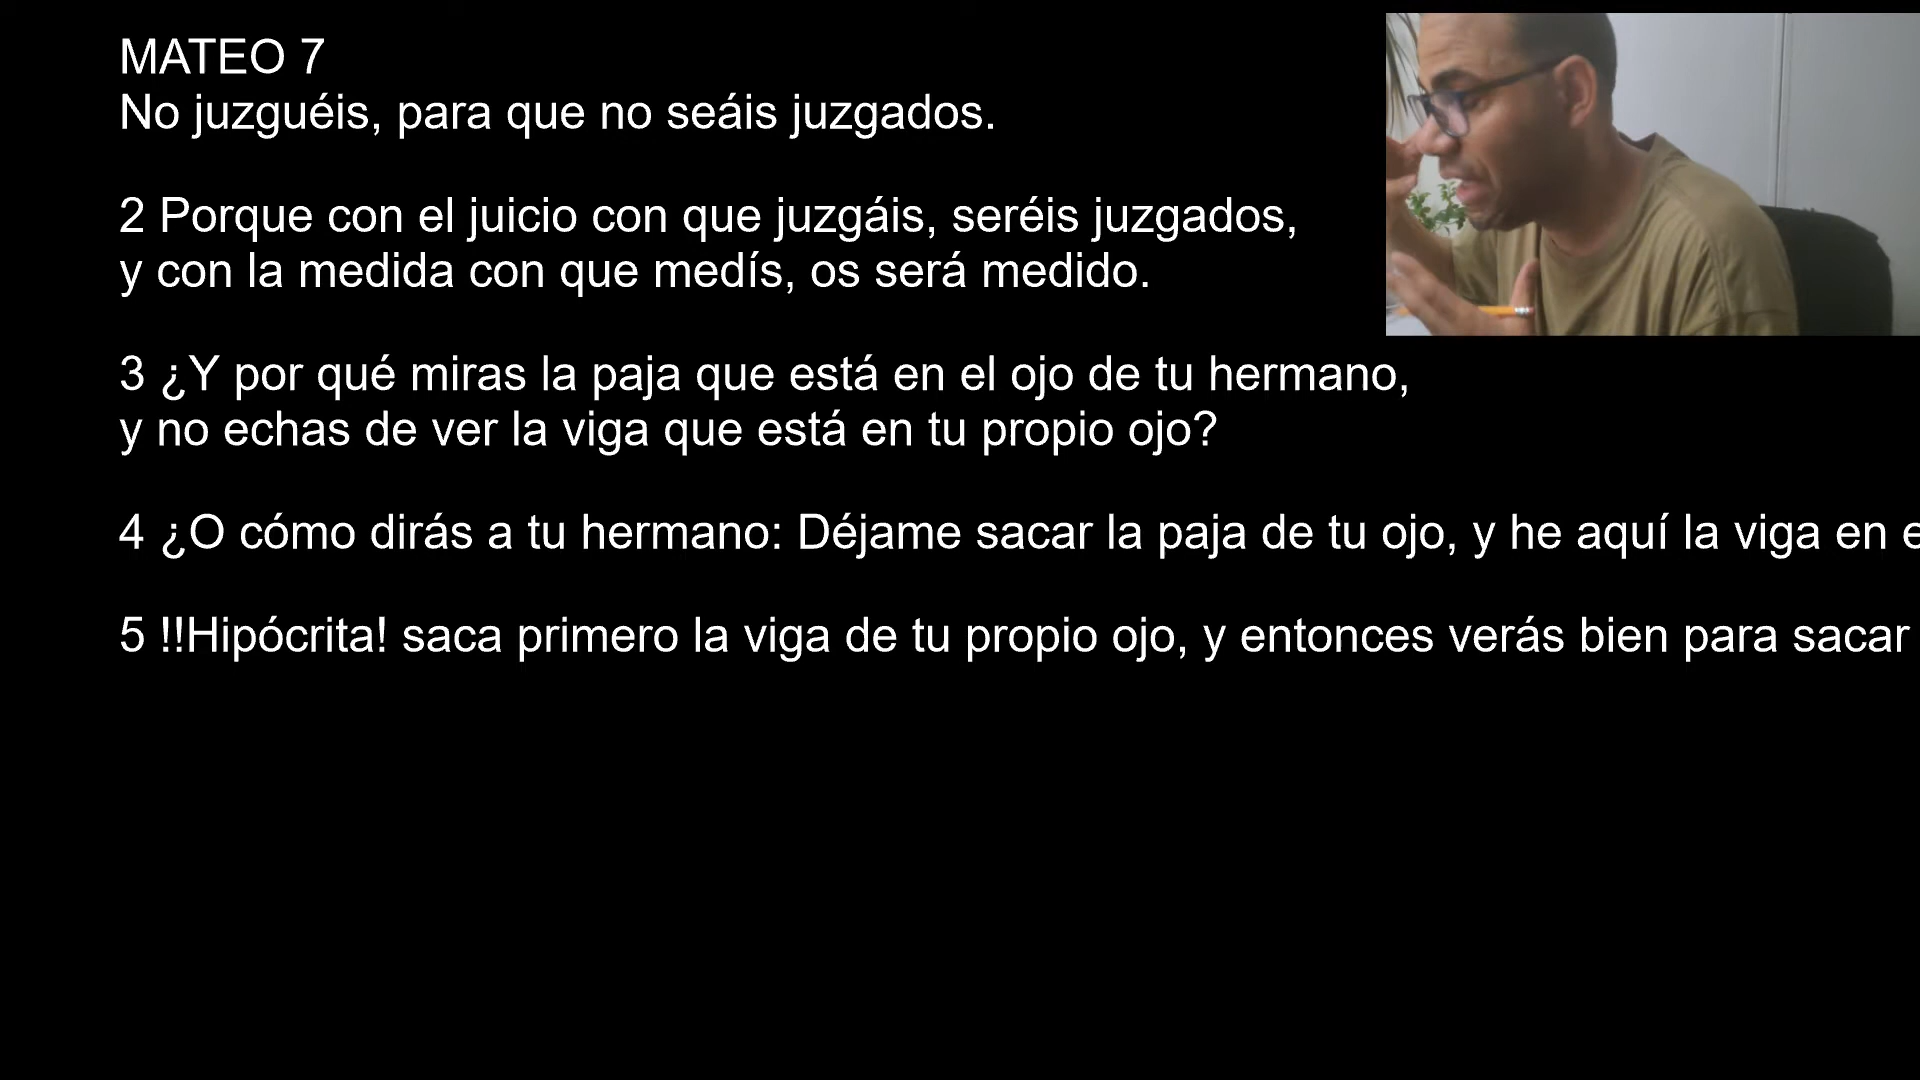 MATEO 7
No juzguéis, para que no seáis juzgados.
2 Porque con el juicio con que juzgáis, seréis juzgados,
y con la medida con que medís, os será medido.
3 ¿Y por qué miras la paja que está en el ojo de tu hermano,
y no echas de ver la viga que está en tu propio ojo?
4 ¿O cómo dirás a tu hermano: Déjame sacar la paja de tu ojo, y he aquí la viga en
5 !!Hipócrita! saca primero la viga de tu propio ojo, y entonces verás bien para sacar